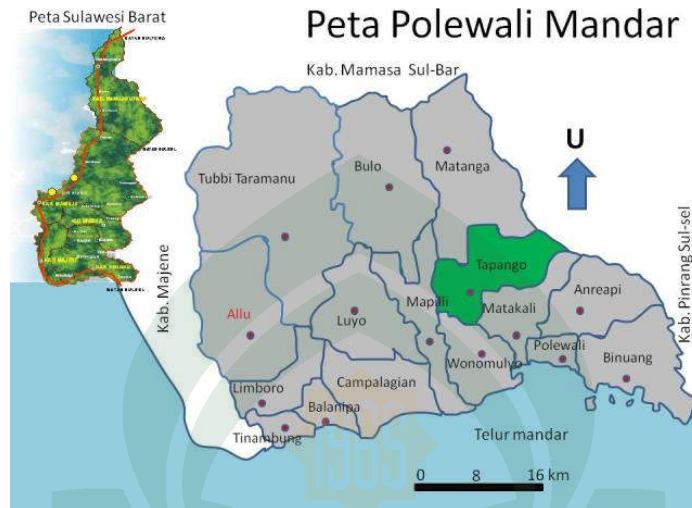 Peta Sulawesi Barat
Peta Polewali Mandar
Kab. Mamasa Sul-Bar
U
Tubbi Taramanu
Bulo
Matanga
Kab. Majene
Kab. Pinrang Sul-sel
Tapango
Allu
Luyo
Mapilli
Matakali
Anreapi
Wonomulyo
Polewali
Binuang
Limboro
Campalagian
Balanipa
Tinambung
Telur mandar
1985
0 8 16 km